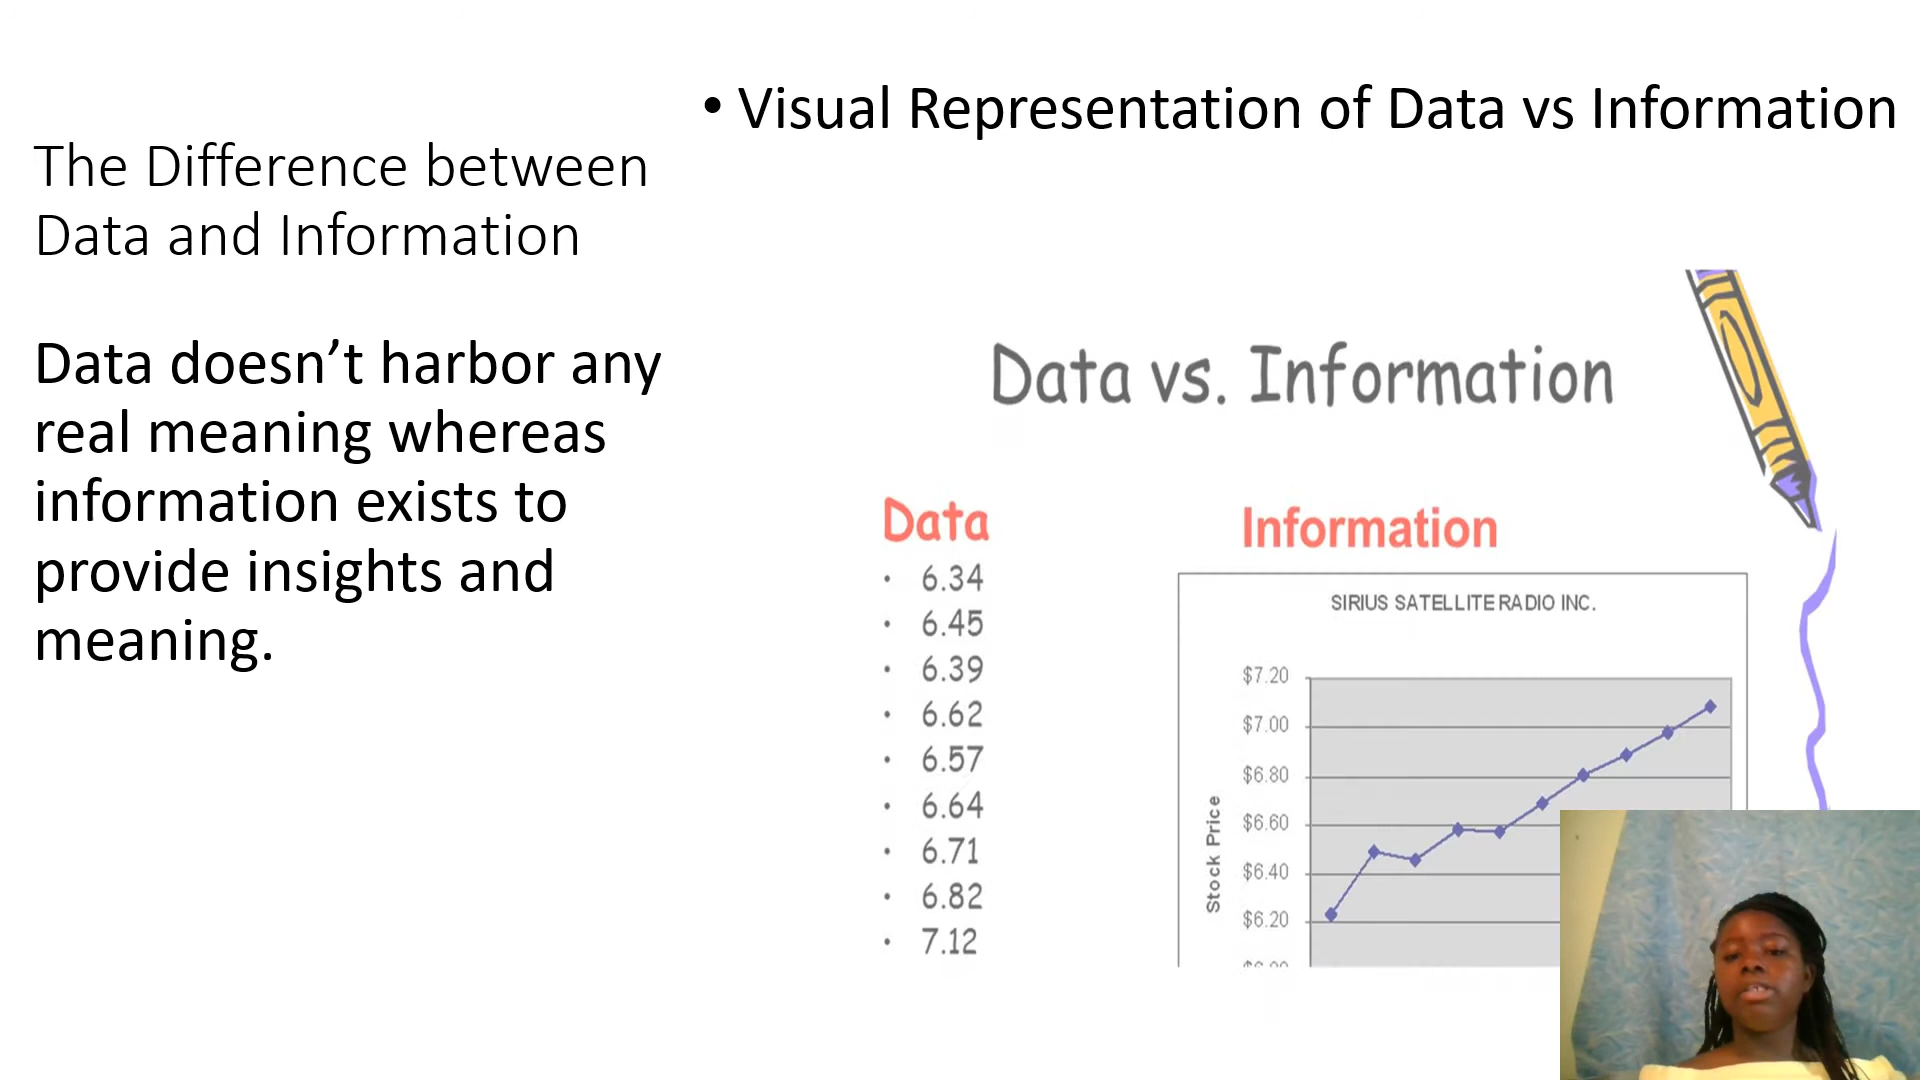 The Difference between
Data and Information
Data doesn’t harbor any
real meaning whereas
information exists to
provide insights and
meaning.
• Visual Representation of Data vs Information
Data vs. Information
Data
• 6.34
• 6.45
• 6.39
• 6.62
• 6.57
• 6.64
• 6.71
• 6.82
• 7.12
Information
SIRIUS SATELLITE RADIO INC.
Stock Price
$7.20
$7.00
$6.80
$6.60
$6.40
$6.20